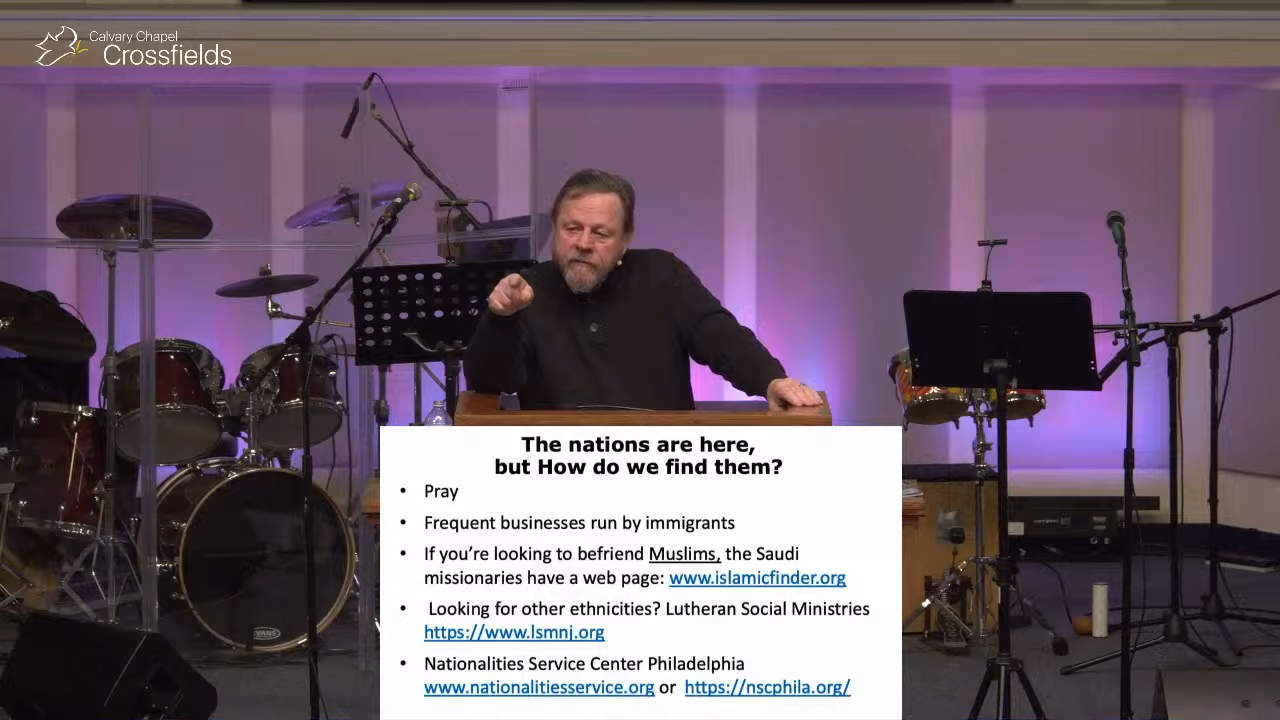 Calvary Chapel
Crossfields
The nations are here,
but How do we find them?
• Pray
• Frequent businesses run by immigrants
• If you’re looking to befriend Muslims, the Saudi
missionaries have a web page: www.islamicfinder.org
• Looking for other ethnicities? Lutheran Social Ministries
https://www.lsmnj.org
• Nationalities Service Center Philadelphia
www.nationalitiesservice.org or https://nscphila.org/
EVANS